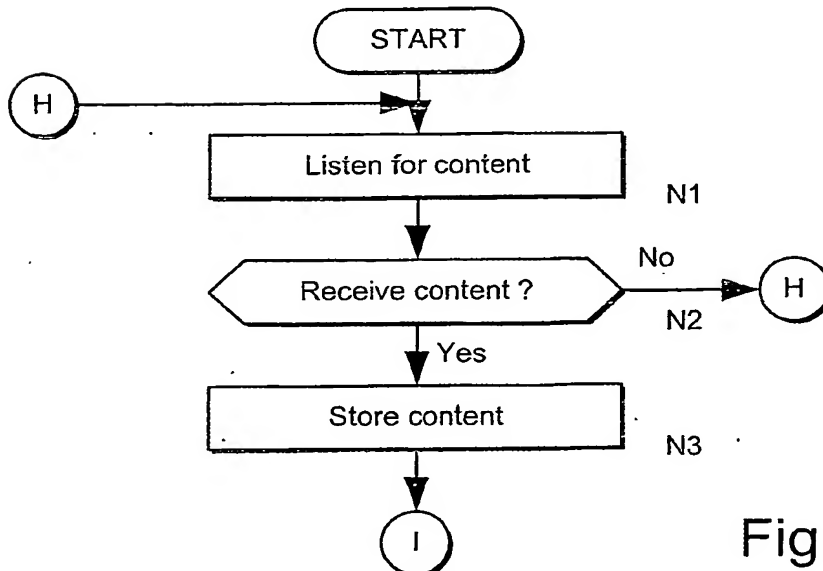 START
H
Listen for content
N1
No
Receive content ?
H
N2
Yes
Store content
N3
I
Fig